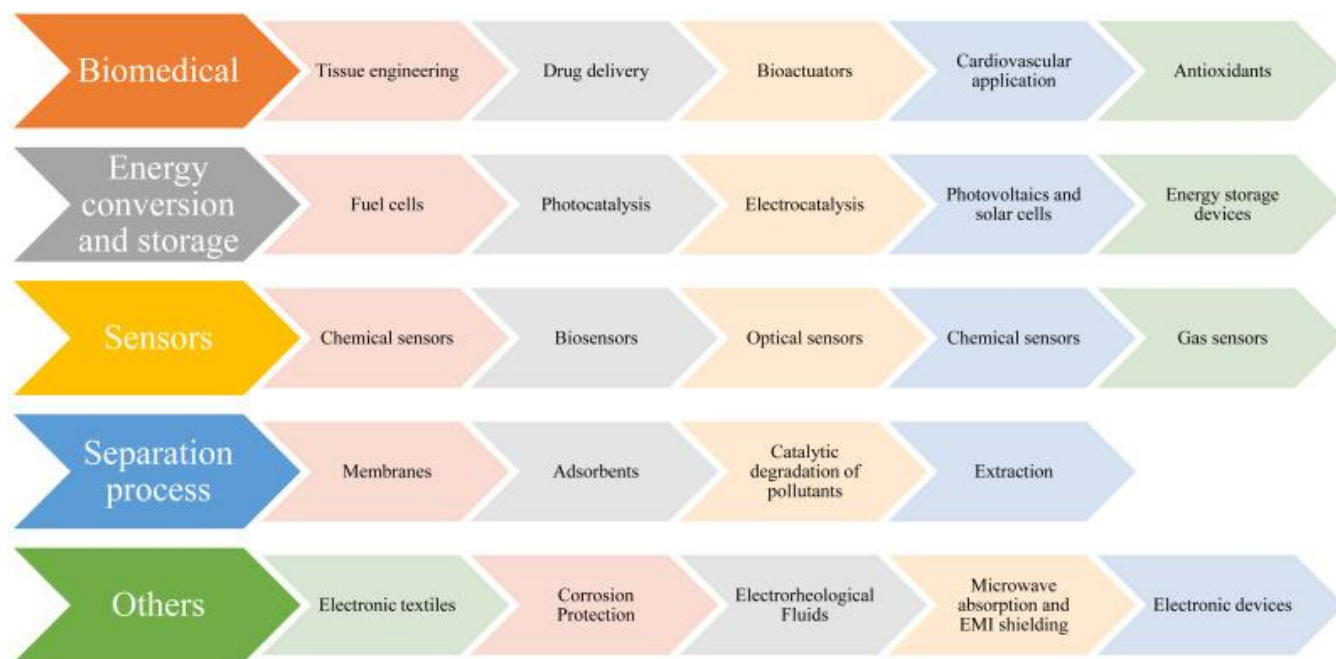 Biomedical
Tissue engineering
Drug delivery
Bioactuators
Cardiovascular
application
Antioxidants
Energy
conversion
and storage
Fuel cells
Photocatalysis
Electrocatalysis
Photovoltaics and
solar cells
Energy storage
devices
Sensors
Chemical sensors
Biosensors
Optical sensors
Chemical sensors
Gas sensors
Separation
process
Membranes
Adsorbents
Catalytic
degradation of
pollutants
Extraction
Others
Electronic textiles
Corrosion
Protection
Electrorheological
Fluids
Microwave
absorption and
EMI shielding
Electronic devices